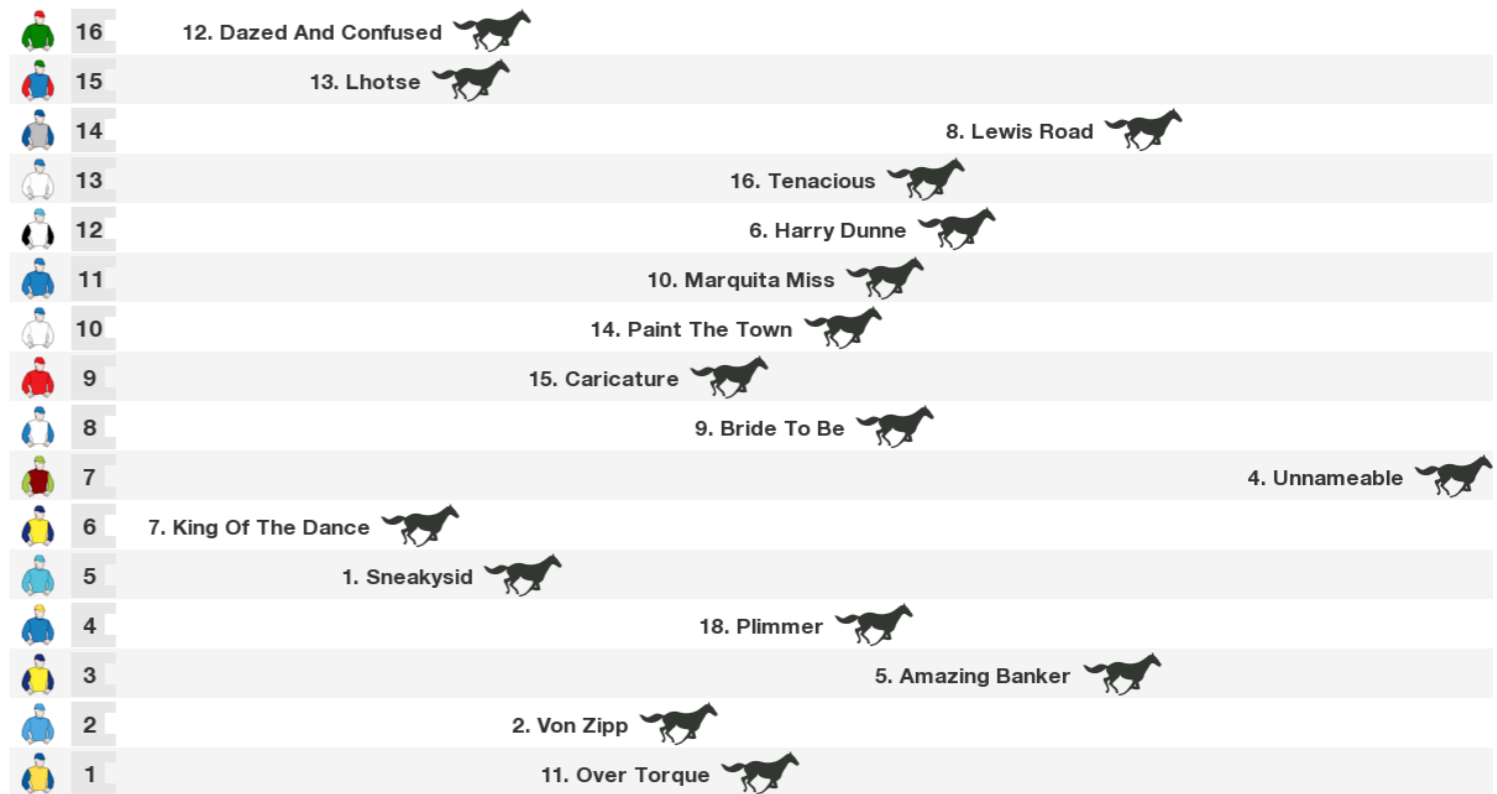 16 12. Dazed And Confused
15 13. Lhotse
14 8. Lewis Road
13 16. Tenacious
12 6. Harry Dunne
11 10. Marquita Miss
10 14. Paint The Town
9 15. Caricature
8 9. Bride To Be
7 4. Unnameable
6 7. King Of The Dance
5 1. Sneakysid
4 18. Plimmer
3 5. Amazing Banker
2 2. Von Zipp
1 11. Over Torque